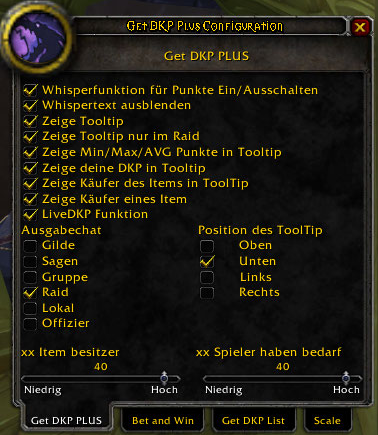 Get DKP Plus Configuration
Get DKP PLUS
Whisperfunktion für Punkte Ein/Ausschalten
Whispertext ausblenden
Zeige Tooltip
Zeige Tooltip nur im Raid
Zeige Min/Max/AVG Punkte in Tooltip
Zeige deine DKP in Tooltip
Zeige Käufer des Items in ToolTip
Zeige Käufer eines Item
LiveDKP Funktion
Ausgabechat
Gilde
Sagen
Gruppe
Raid
Lokal
Offizier
Position des ToolTip
Oben
Unten
Links
Rechts
xx Item besitzer
40
Niedrig Hoch
xx Spieler haben bedarf
40
Niedrig Hoch
Get DKP PLUS
Bet and Win
Get DKP List
Scale